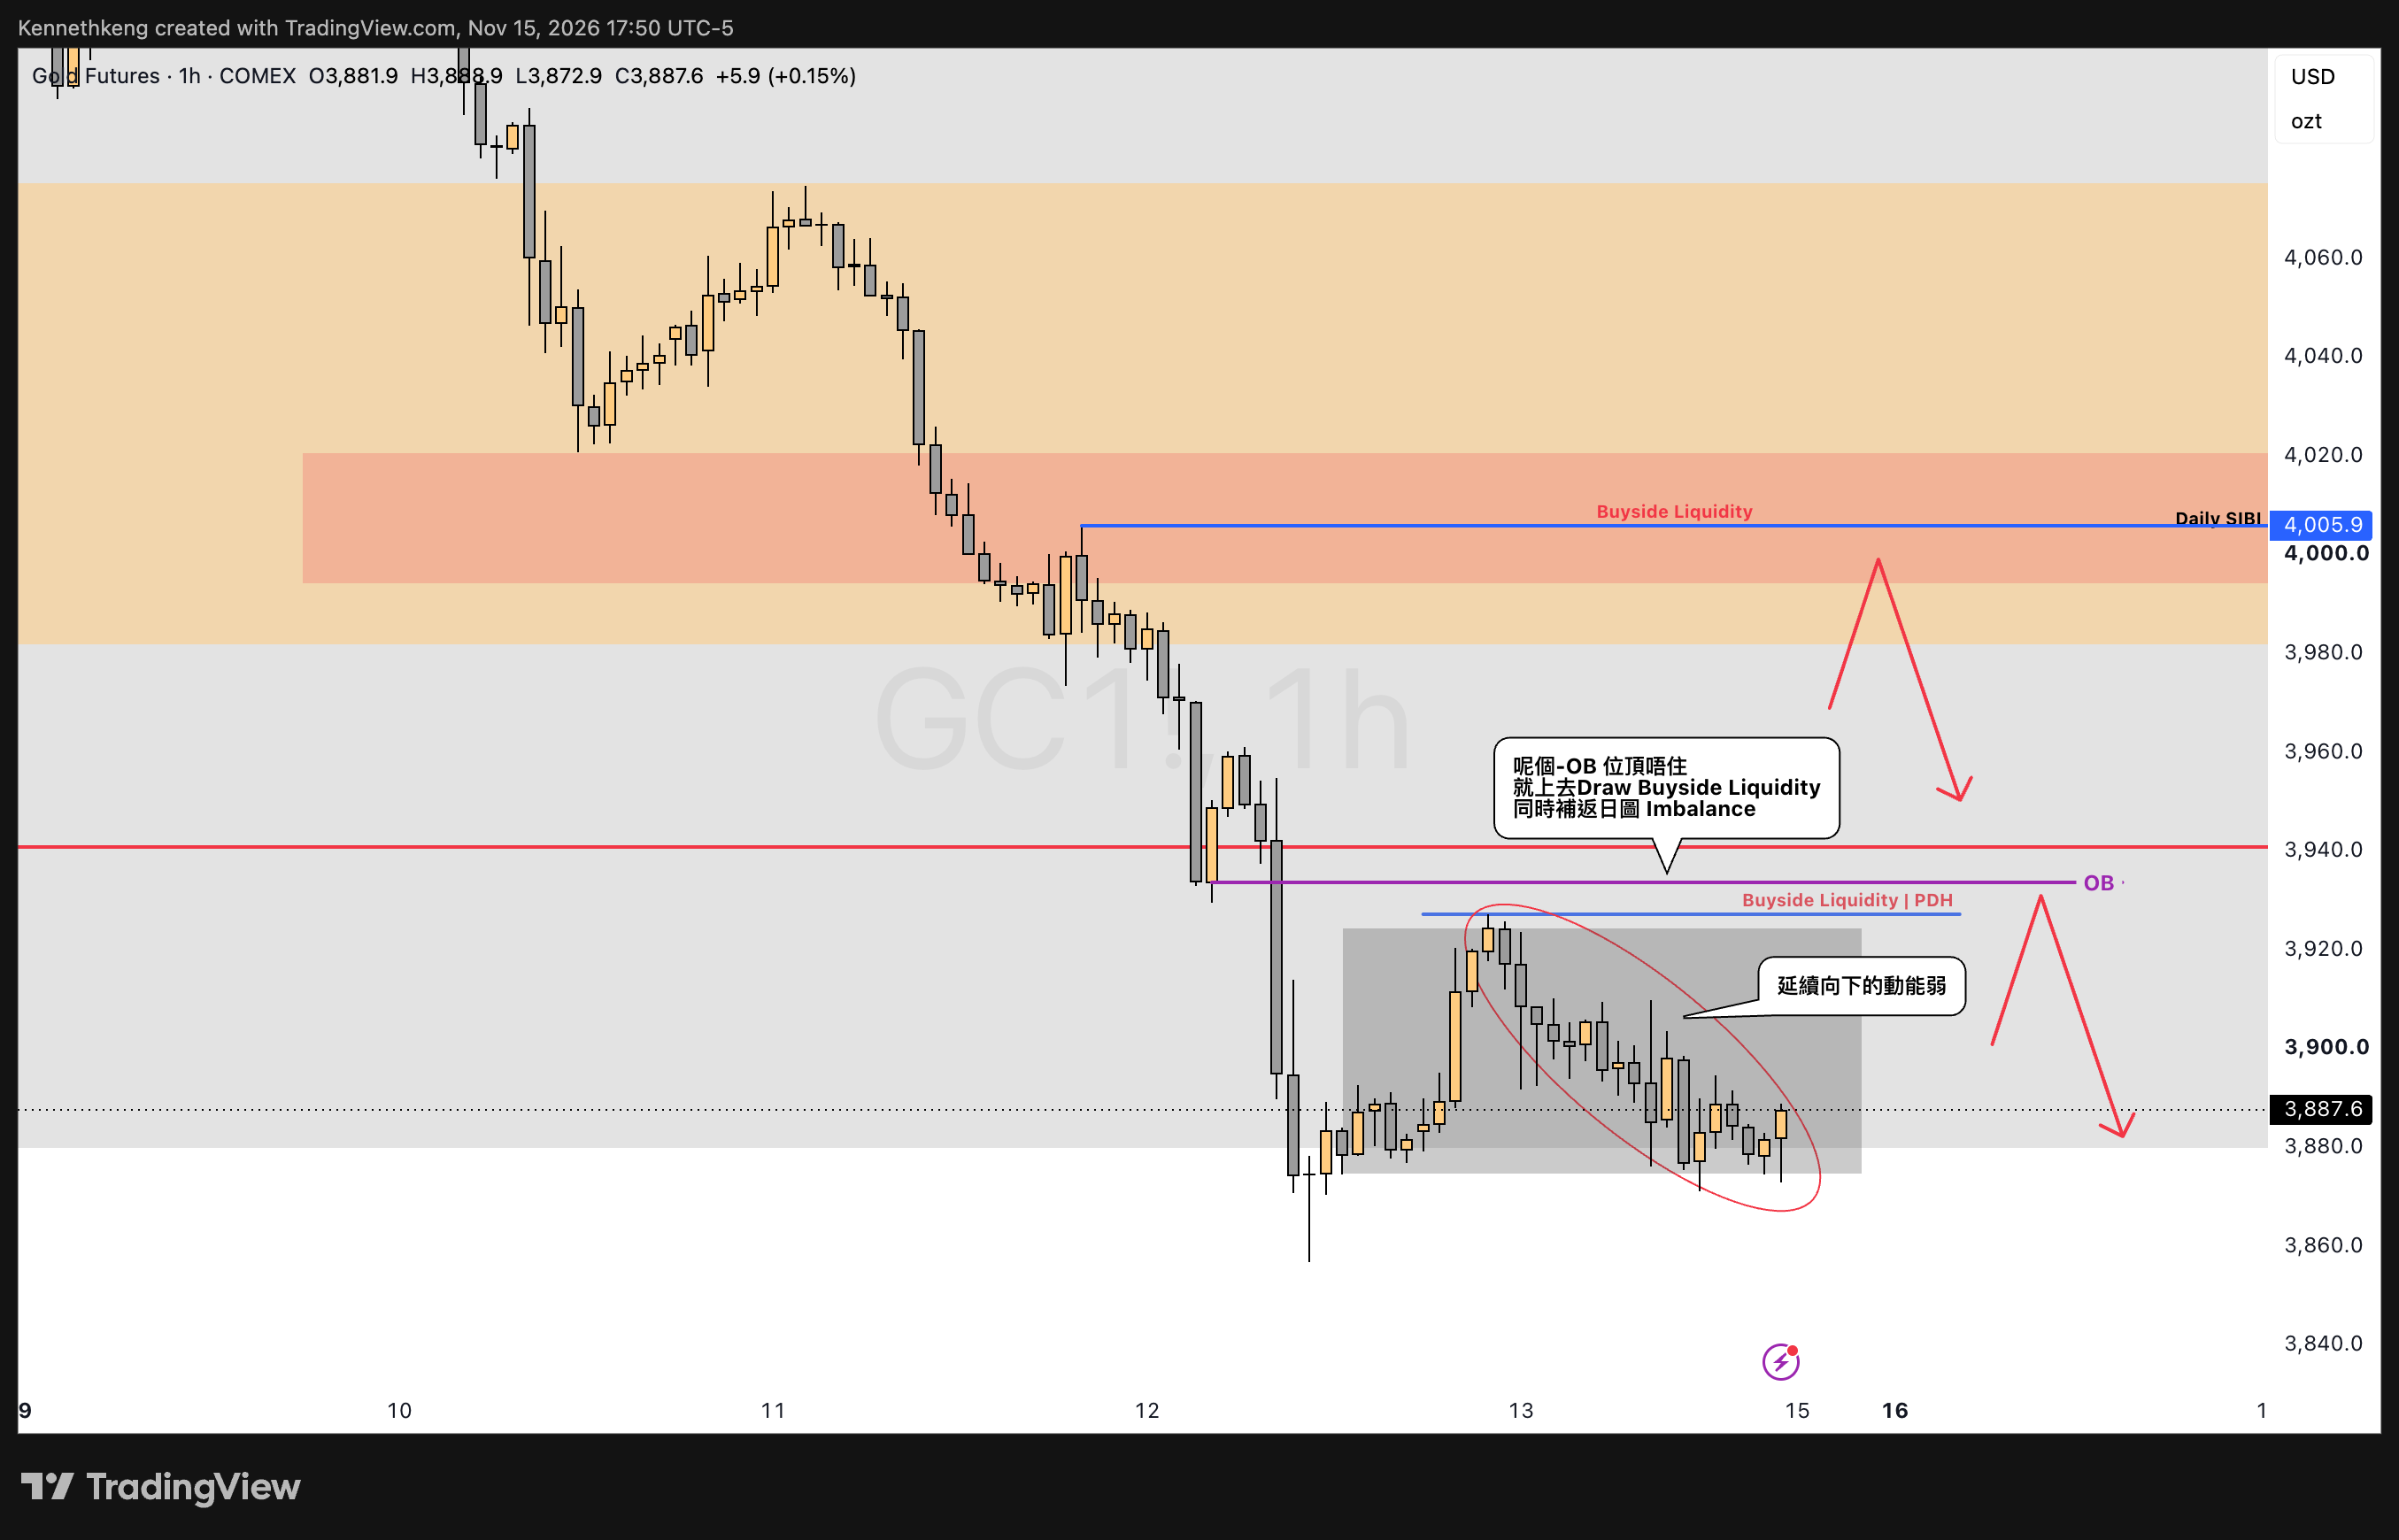 Kennethkeng created with TradingView.com, Nov 15, 2026 17:50 UTC-5
Gold Futures · 1h · COMEX O3,881.9 H3,888.9 L3,872.9 C3,887.6 +5.9 (+0.15%)
USD
ozt
4,060.0
4,040.0
4,020.0
Buyside Liquidity
Daily SIBI
4,005.9
4,000.0
3,980.0
GC1!, 1h
3,960.0
呢個-OB 位頂唔住
就上去Draw Buyside Liquidity
同時補返日圖 Imbalance
3,940.0
OB -
Buyside Liquidity | PDH
3,920.0
延續向下的動能弱
3,900.0
3,887.6
3,880.0
3,860.0
3,840.0
9 10 11 12 13 15 16 1
TradingView